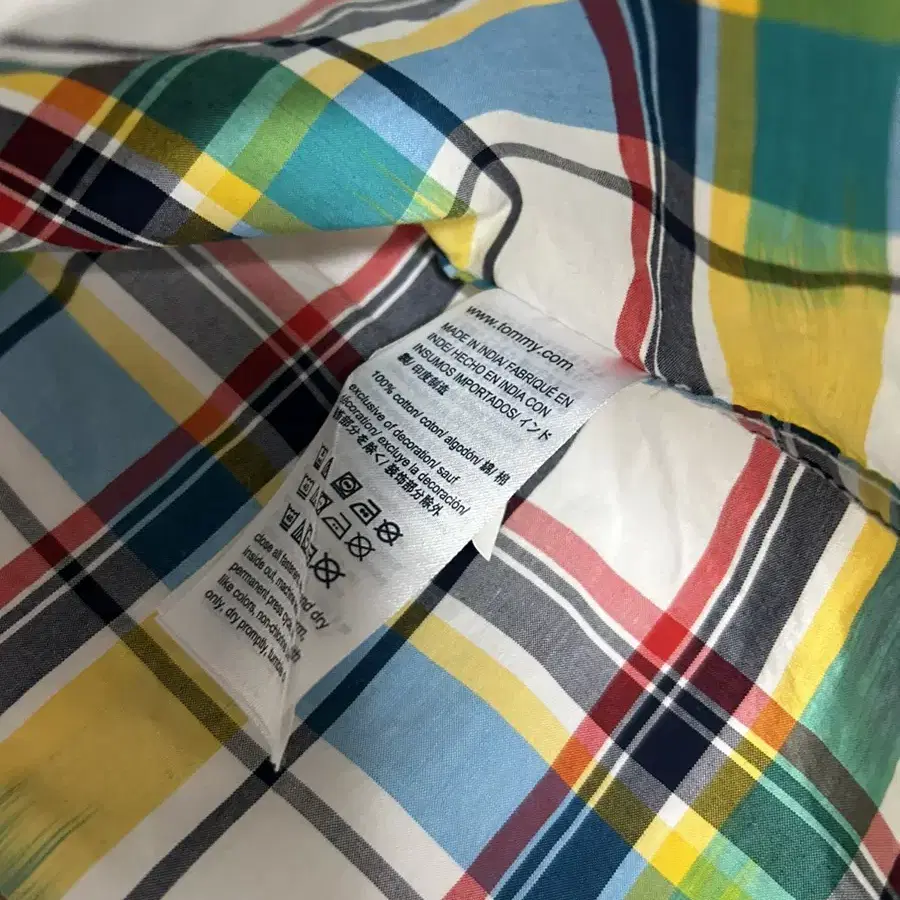 www.tommy.com
MADE IN INDIA/ FABRIQUÉ EN
INDE/ HECHO EN INDIA CON
INSUMOS IMPORTADOS/ インド
製/ 印度制造
100% cotton/ coton/ algodón/ 綿/ 棉
exclusive of decoration/ sauf
décoration/ excluye la decoración/
装飾部分を除く/ 装饰部分除外
close all fasteners, and dry
inside out, machine
permanent press
like colors, non-chlorine
only, dry promptly, tumble